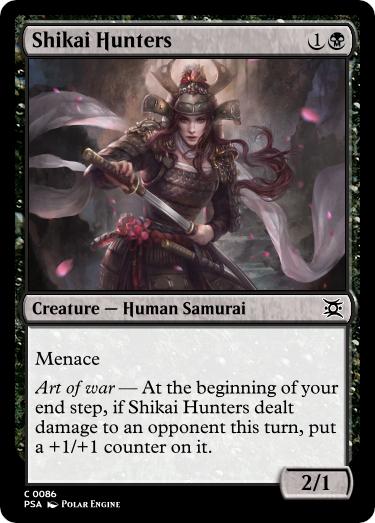 Shikai Hunters 1
Creature — Human Samurai
Menace
Art of war — At the beginning of your
end step, if Shikai Hunters dealt
damage to an opponent this turn, put
a +1/+1 counter on it.
2/1
C 0086
PSA Polar Engine